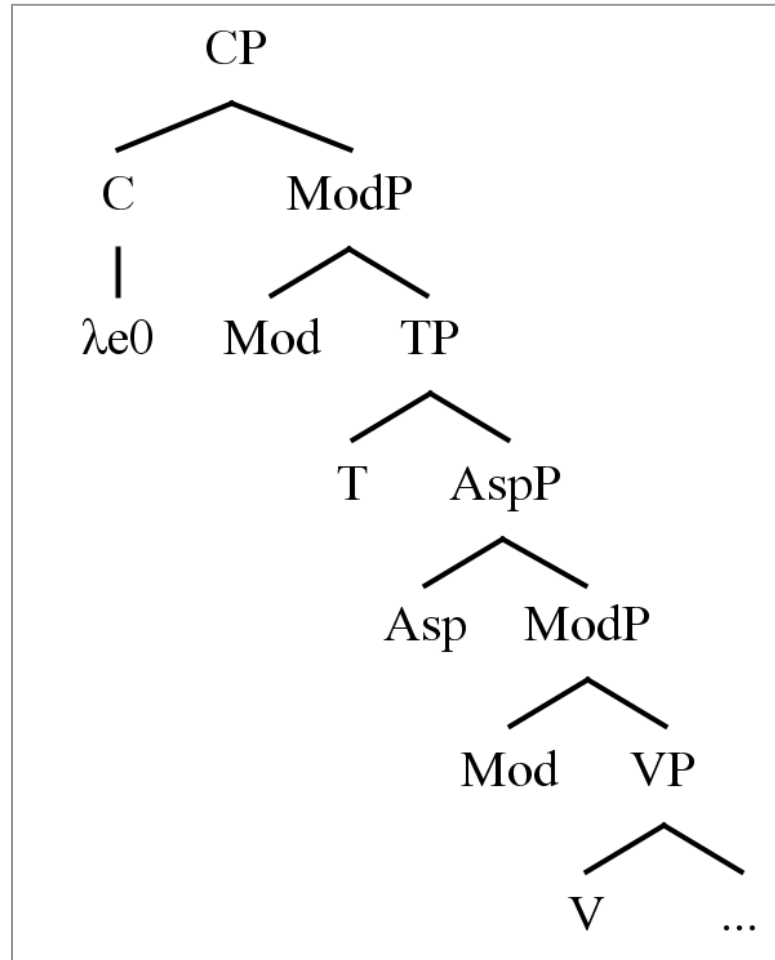 CP
C ModP
λe0 Mod TP
T AspP
Asp ModP
Mod VP
V ...